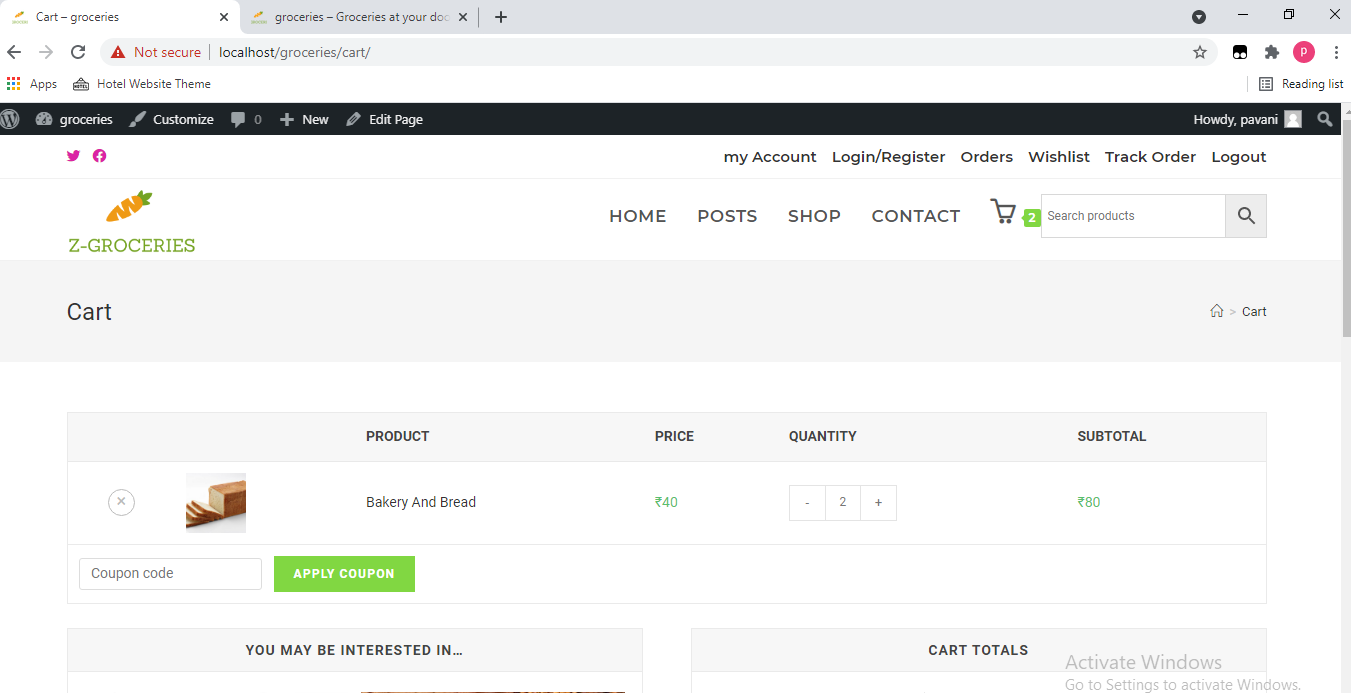 Cart – groceries
groceries – Groceries at your doo
Not secure localhost/groceries/cart/
P
Apps Hotel Website Theme Reading list
groceries Customize 0 New Edit Page Howdy, pavani
my Account Login/Register Orders Wishlist Track Order Logout
Z-GROCERIES
HOME POSTS SHOP CONTACT 2 Search products
Cart
> Cart
PRODUCT PRICE QUANTITY SUBTOTAL
× Bakery And Bread ₹40 - 2 + ₹80
Coupon code APPLY COUPON
YOU MAY BE INTERESTED IN… CART TOTALS
Activate Windows
Go to Settings to activate Windows.